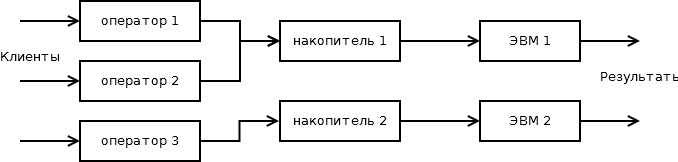 оператор 1
накопитель 1
ЭВМ 1
Клиенты
оператор 2
Результаты
оператор 3
накопитель 2
ЭВМ 2